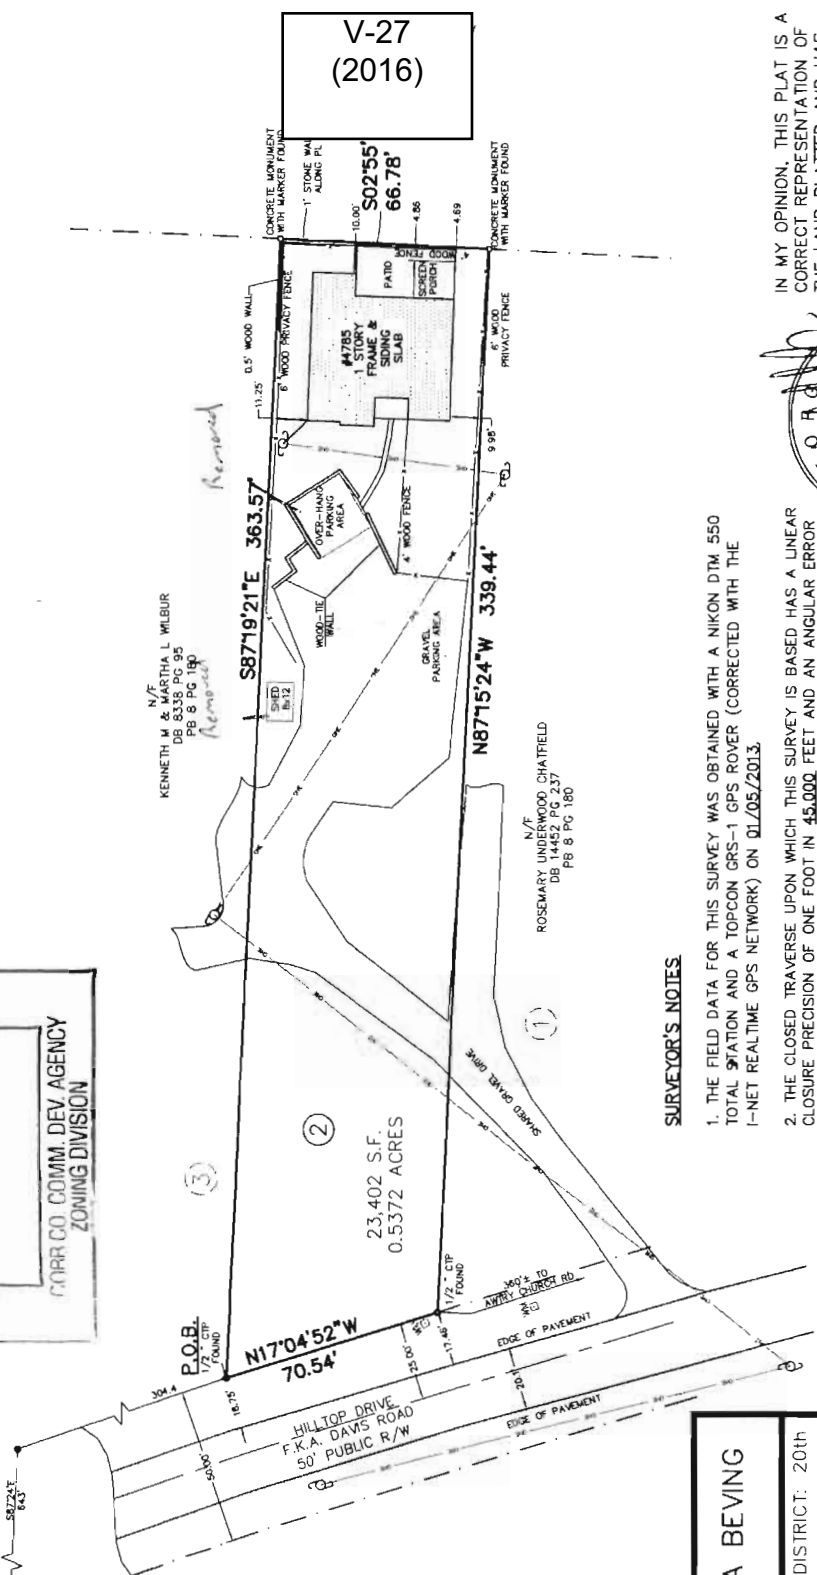 V-27
(2016)
CONCRETE MONUMENT
WITH MARKER FOUND
ALONG PL
S02°55'
66.78'
10.00'
4.86
4.69
CONCRETE MONUMENT
WITH MARKER FOUND
0.5' WOOD WALL
6' WOOD PRIVACY FENCE
11.25'
#4785
1 STORY
FRAME &
SIDING
SLAB
PATIO
SCREEN
PORCH
WOOD FENCE
4'
6' WOOD
PRIVACY FENCE
9.98'
Removed
S87°19'21"E 363.57'
OVER-HANG
PARKING
AREA
4' WOOD FENCE
WOOD-TIE
WALL
GRAVEL
PARKING AREA
N87°15'24"W 339.44'
N/F
KENNETH M & MARTHA L WILBUR
DB 8338 PG 95
PB 8 PG 180
Removed
SHED
8x12
N/F
ROSEMARY UNDERWOOD CHATFIELD
DB 14452 PG 237
PB 8 PG 180
SHARED GRAVEL DRIVE
(1)
(2)
(3)
23,402 S.F.
0.5372 ACRES
P.O.B.
1/2" CTP
FOUND
N17°04'52"W
70.54'
1/2" CTP
FOUND
360'± TO
AWTRY CHURCH RD
304.4
S87°24'E
643'
16.75'
50.00'
25.00'
17.46'
20.1'
HILLTOP DRIVE
F.K.A. DAVIS ROAD
50' PUBLIC R/W
EDGE OF PAVEMENT
EDGE OF PAVEMENT
COBB CO. COMM. DEV. AGENCY
ZONING DIVISION
IN MY OPINION, THIS PLAT IS A
CORRECT REPRESENTATION OF
SURVEYOR'S NOTES
1. THE FIELD DATA FOR THIS SURVEY WAS OBTAINED WITH A NIKON DTM 550
TOTAL STATION AND A TOPCON GRS-1 GPS ROVER (CORRECTED WITH THE
I-NET REALTIME GPS NETWORK) ON 01/05/2013.
2. THE CLOSED TRAVERSE UPON WHICH THIS SURVEY IS BASED HAS A LINEAR
CLOSURE PRECISION OF ONE FOOT IN 45,000 FEET AND AN ANGULAR ERROR
A BEVING
DISTRICT: 20th